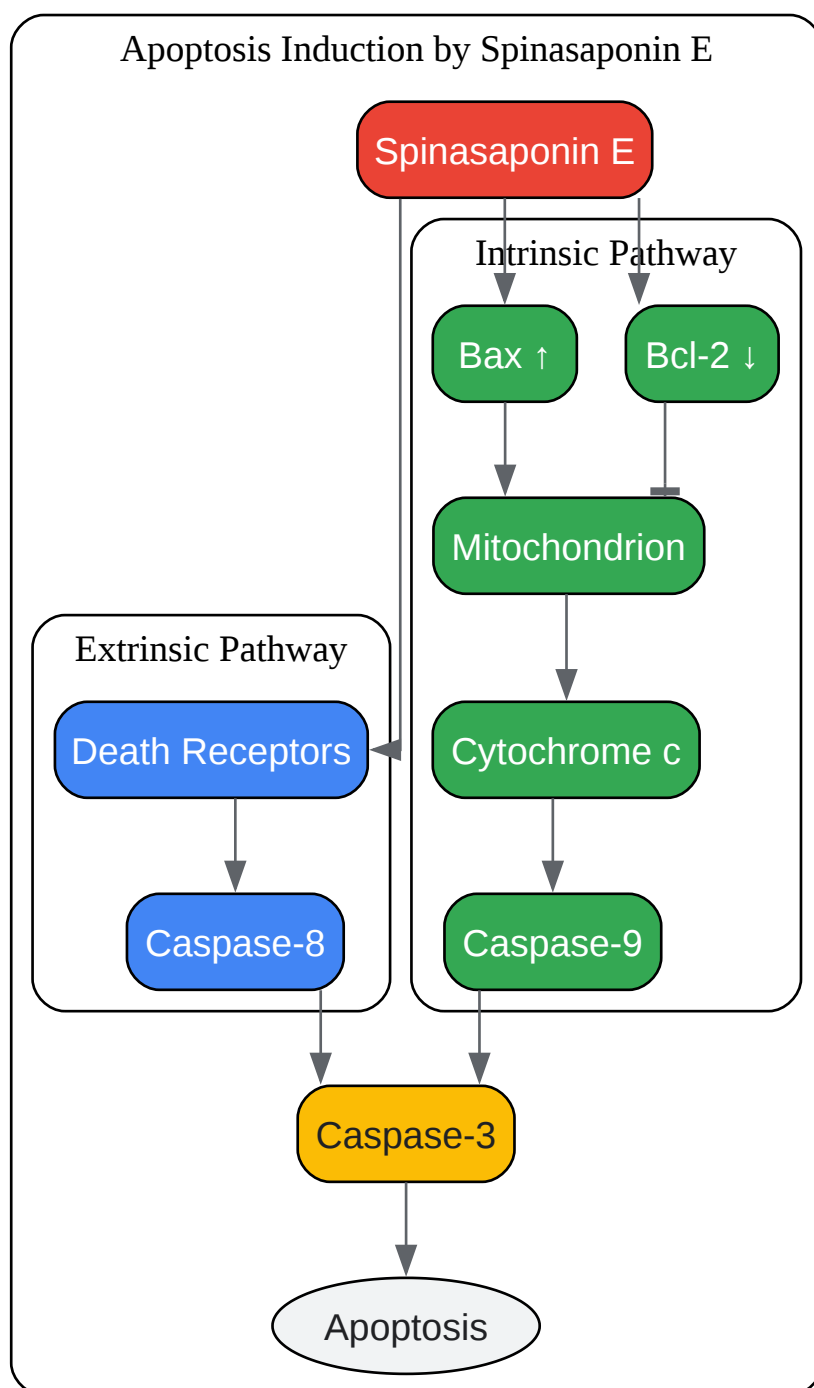 Apoptosis Induction by Spinasaponin E
Spinasaponin E
Intrinsic Pathway
Bax ↑
Bcl-2 ↓
Mitochondrion
Extrinsic Pathway
Death Receptors
Cytochrome c
Caspase-8
Caspase-9
Caspase-3
Apoptosis